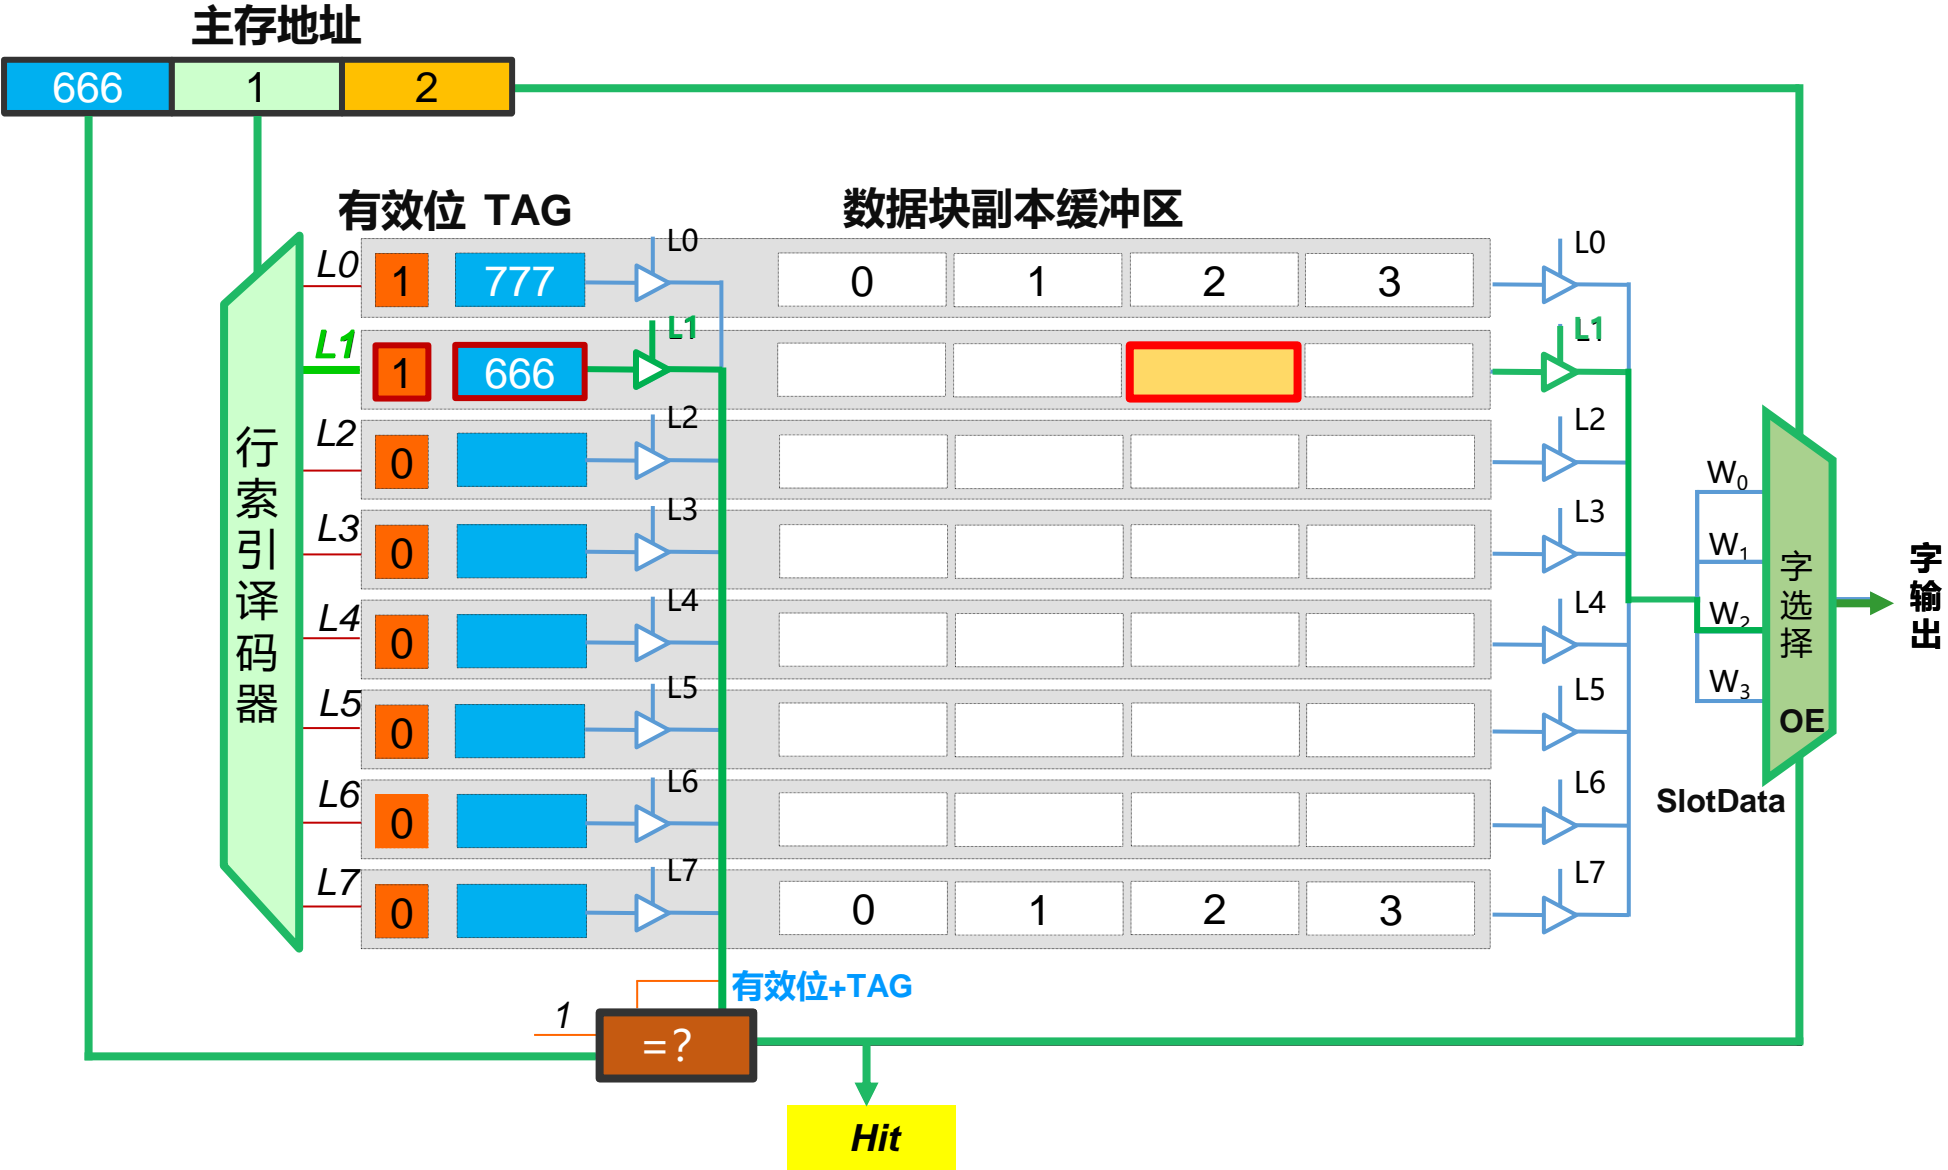 主存地址
666 1 2
有效位 TAG 数据块副本缓冲区
L0 1 777 L0 0 1 2 3 L0
L1 1 666 L1 L1
L2 0 L2 L2
L3 0 L3 L3
L4 0 L4 L4
L5 0 L5 L5
L6 0 L6 L6
L7 0 L7 0 1 2 3 L7
行索引译码器
W0
W1
W2
W3
字选择
OE
字输出
SlotData
有效位+TAG
1
=?
Hit